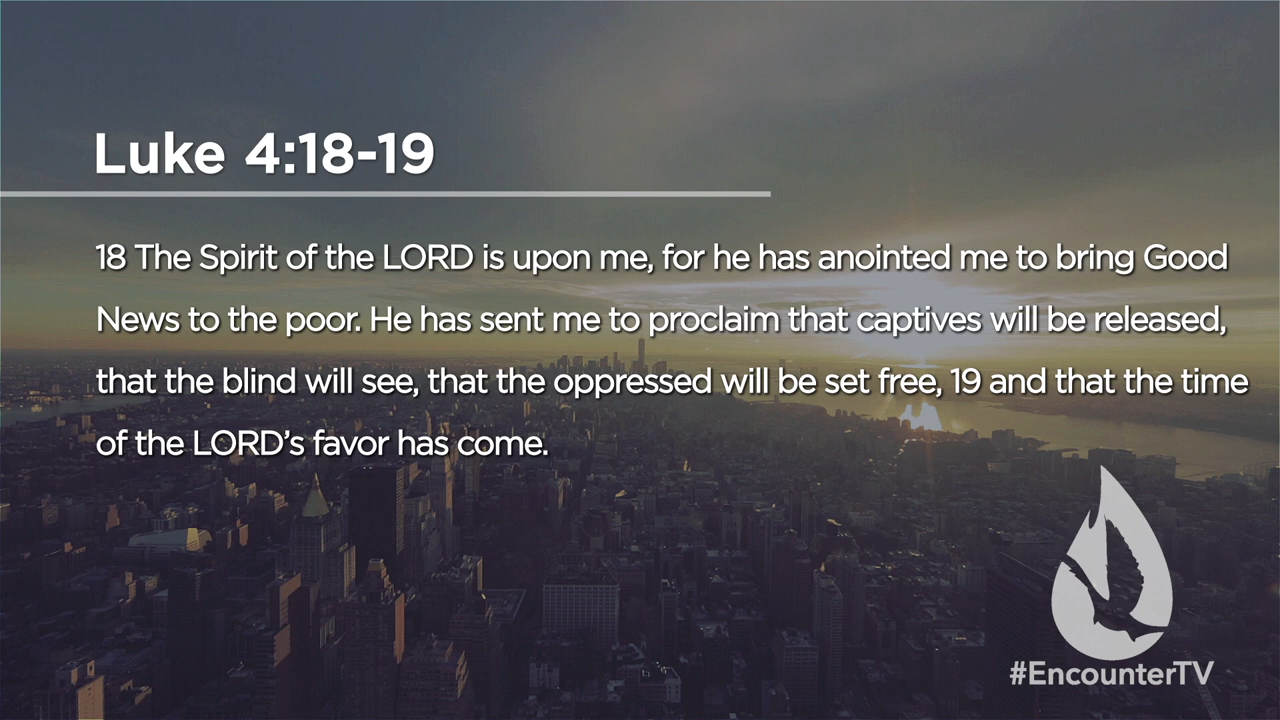 Luke 4:18-19
18 The Spirit of the LORD is upon me, for he has anointed me to bring Good
News to the poor. He has sent me to proclaim that captives will be released,
that the blind will see, that the oppressed will be set free, 19 and that the time
of the LORD’s favor has come.
#EncounterTV